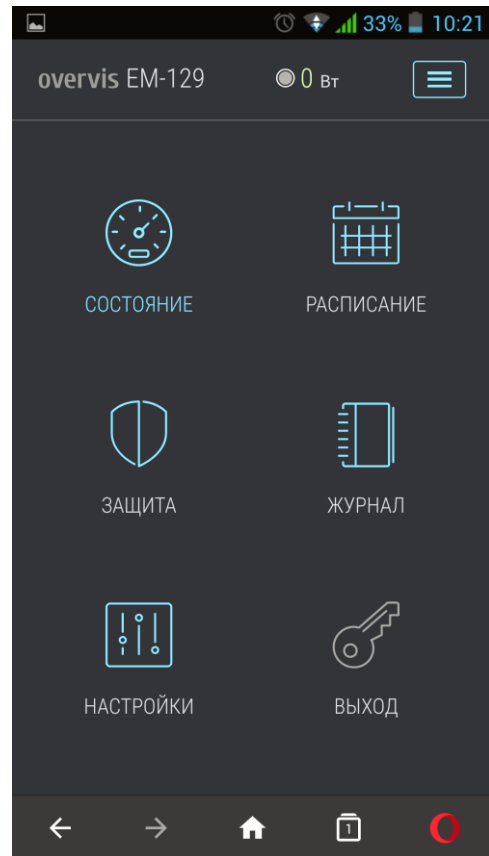 33% 10:21
overvis EM-129 0 Вт
СОСТОЯНИЕ РАСПИСАНИЕ
ЗАЩИТА ЖУРНАЛ
НАСТРОЙКИ ВЫХОД
1